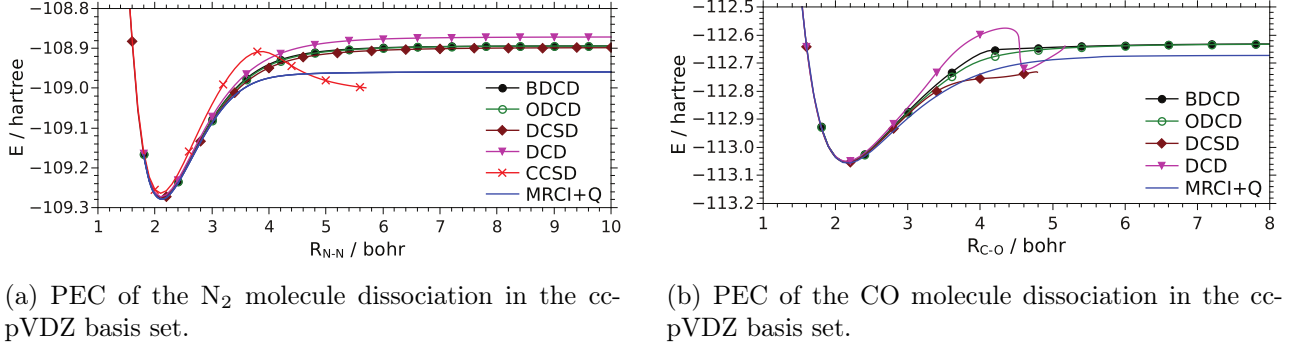 −108.8
−108.9
−109.0
−109.1
−109.2
−109.3
E / hartree
BDCD
ODCD
DCSD
DCD
CCSD
MRCI+Q
1 2 3 4 5 6 7 8 9 10
R_N-N / bohr
(a) PEC of the N₂ molecule dissociation in the cc-
pVDZ basis set.
−112.5
−112.6
−112.7
−112.8
−112.9
−113.0
−113.1
−113.2
E / hartree
BDCD
ODCD
DCSD
DCD
MRCI+Q
1 2 3 4 5 6 7 8
R_C-O / bohr
(b) PEC of the CO molecule dissociation in the cc-
pVDZ basis set.